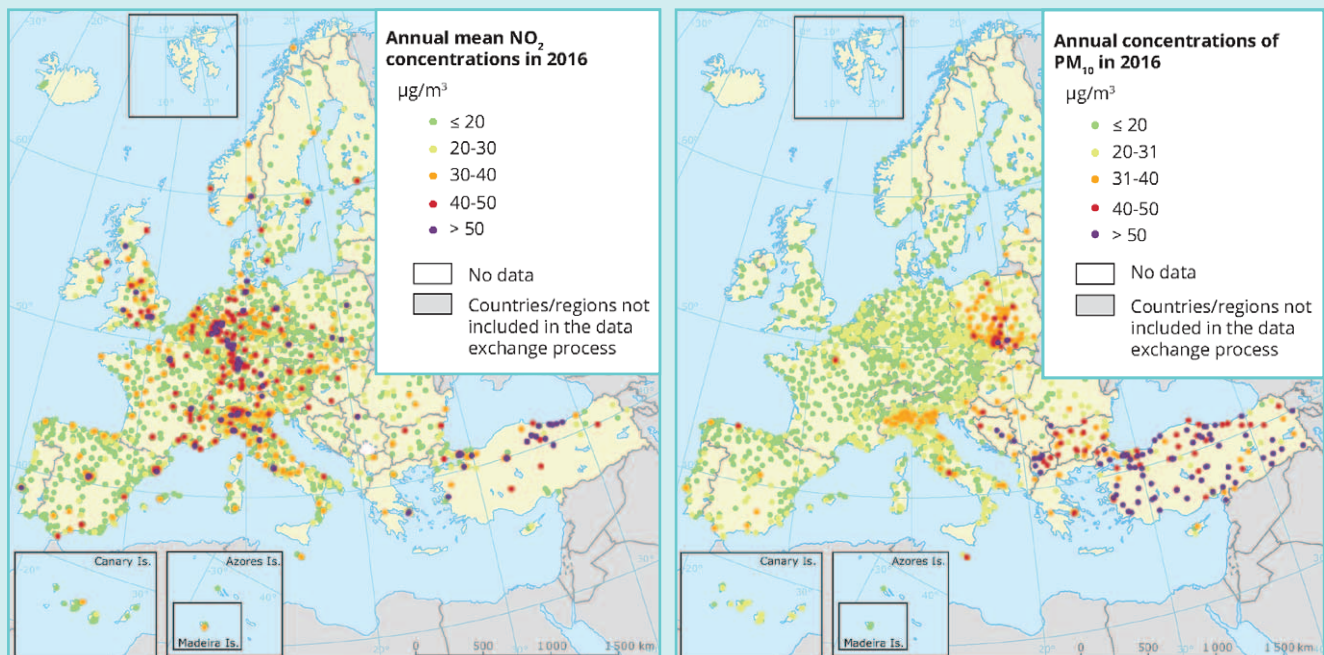 Annual mean NO₂
concentrations in 2016
µg/m³
≤ 20
20-30
30-40
40-50
> 50
No data
Countries/regions not
included in the data
exchange process
Canary Is.
Azores Is.
Madeira Is.
0 500 1 000 1 500 km
Annual concentrations of
PM₁₀ in 2016
µg/m³
≤ 20
20-31
31-40
40-50
> 50
No data
Countries/regions not
included in the data
exchange process
Canary Is.
Azores Is.
Madeira Is.
0 500 1 000 1 500 km